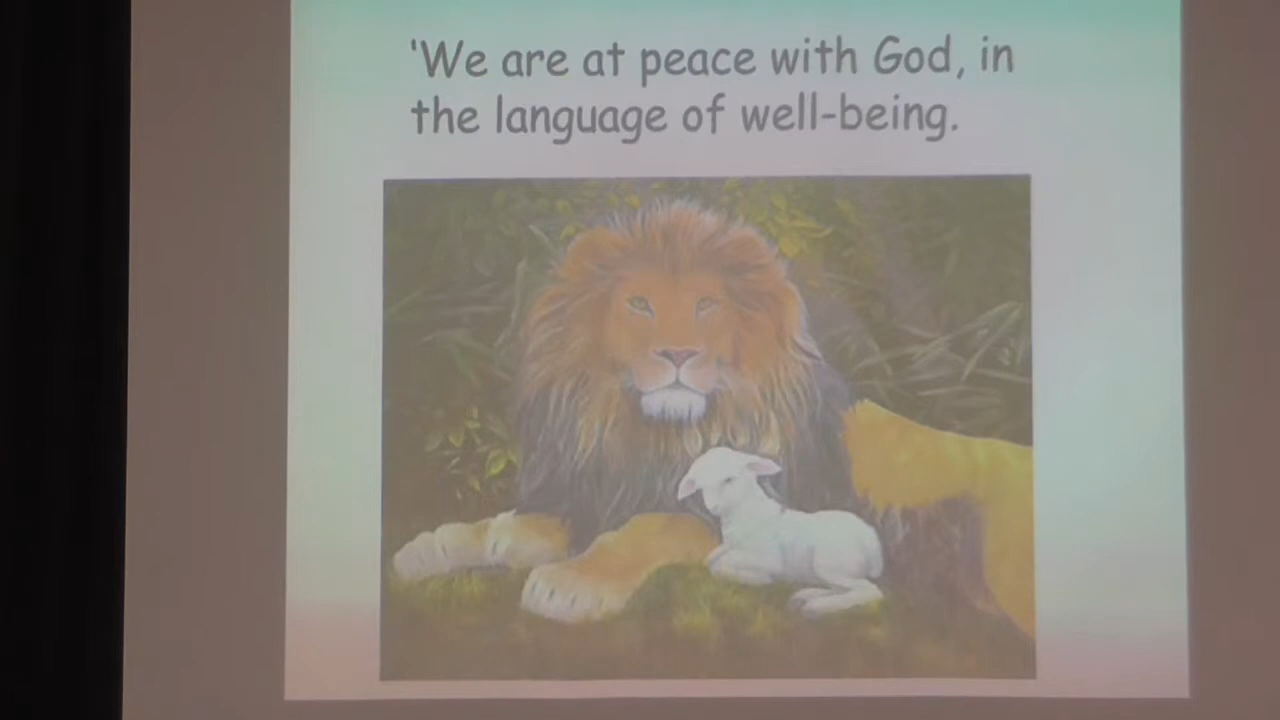 'We are at peace with God, in
the language of well-being.